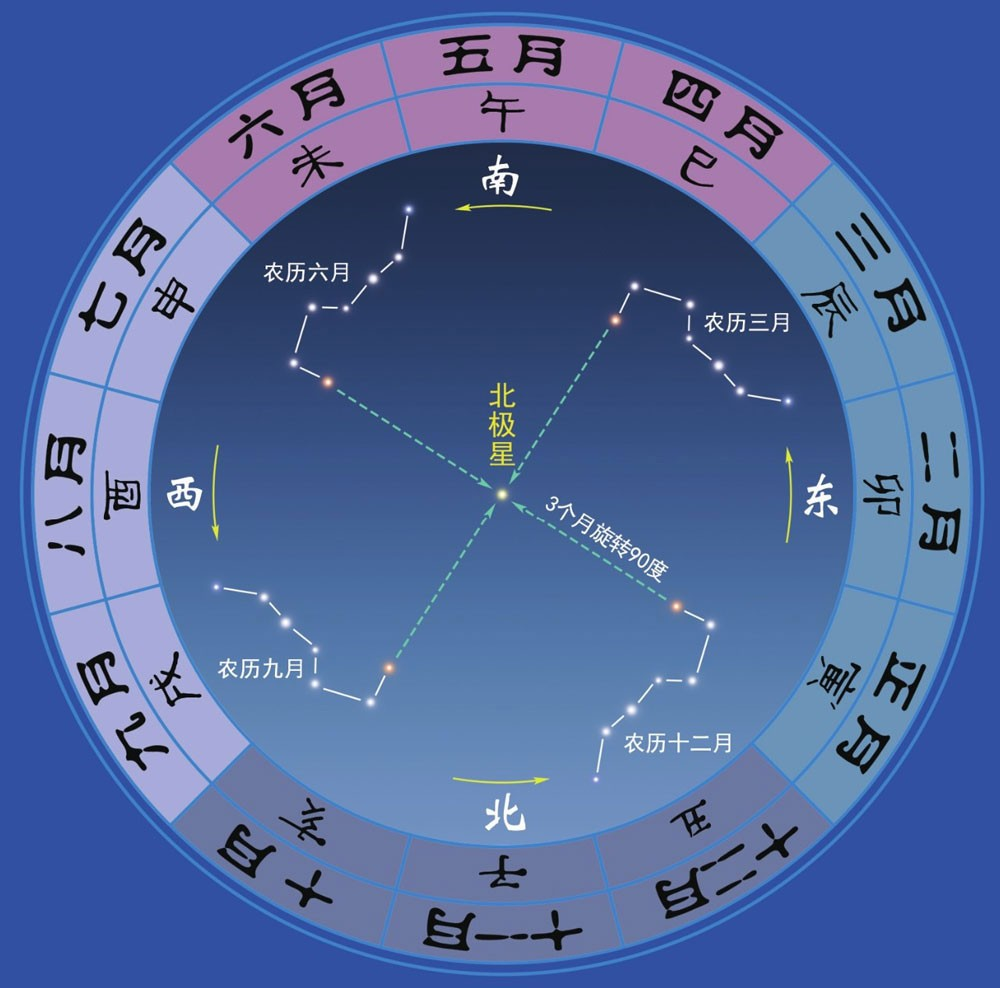 五月
四月
三月
二月
正月
十二月
十一月
十月
九月
八月
七月
六月
午
巳
辰
卯
寅
丑
子
亥
戌
酉
申
未
南
东
北
西
农历六月
农历三月
北极星
3个月旋转90度
农历九月
农历十二月